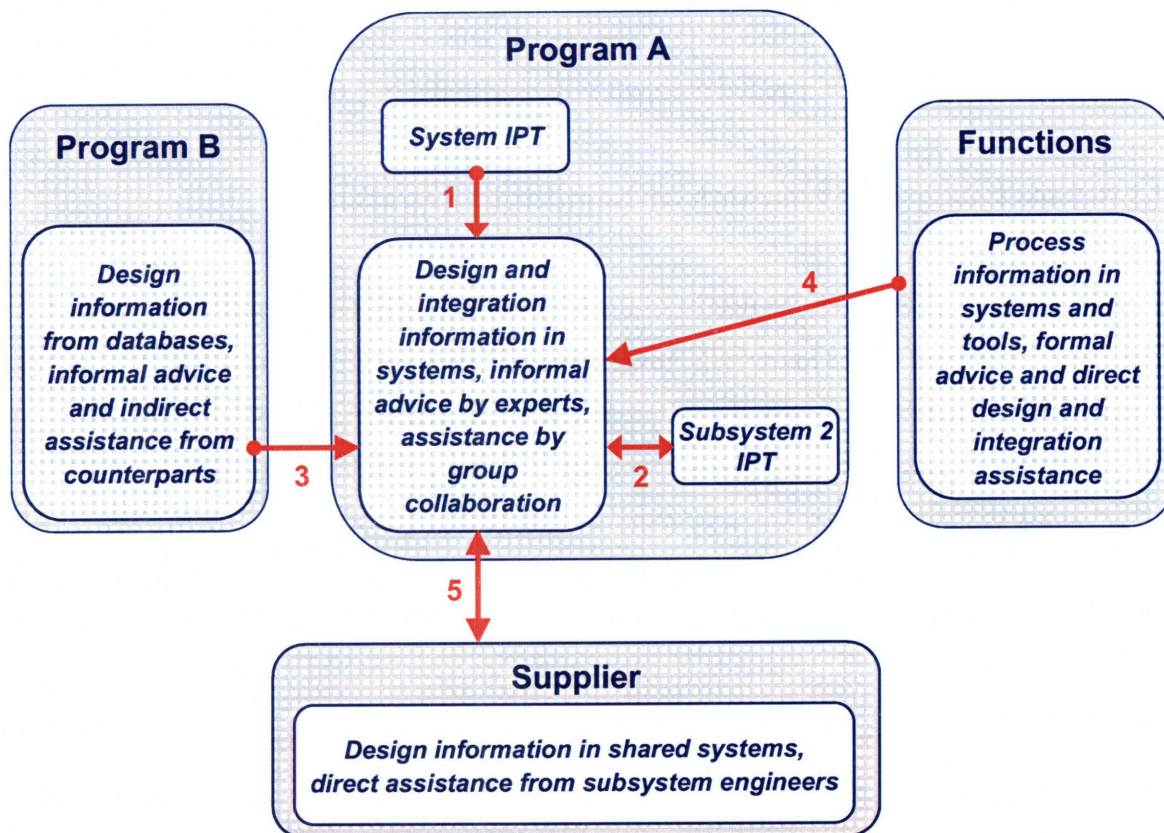 Program A
System IPT
1
Program B
Design
information
from databases,
informal advice
and indirect
assistance from
counterparts
3
Design and
integration
information in
systems, informal
advice by experts,
assistance by
group
collaboration
2
Subsystem 2
IPT
4
Functions
Process
information in
systems and
tools, formal
advice and direct
design and
integration
assistance
5
Supplier
Design information in shared systems,
direct assistance from subsystem engineers